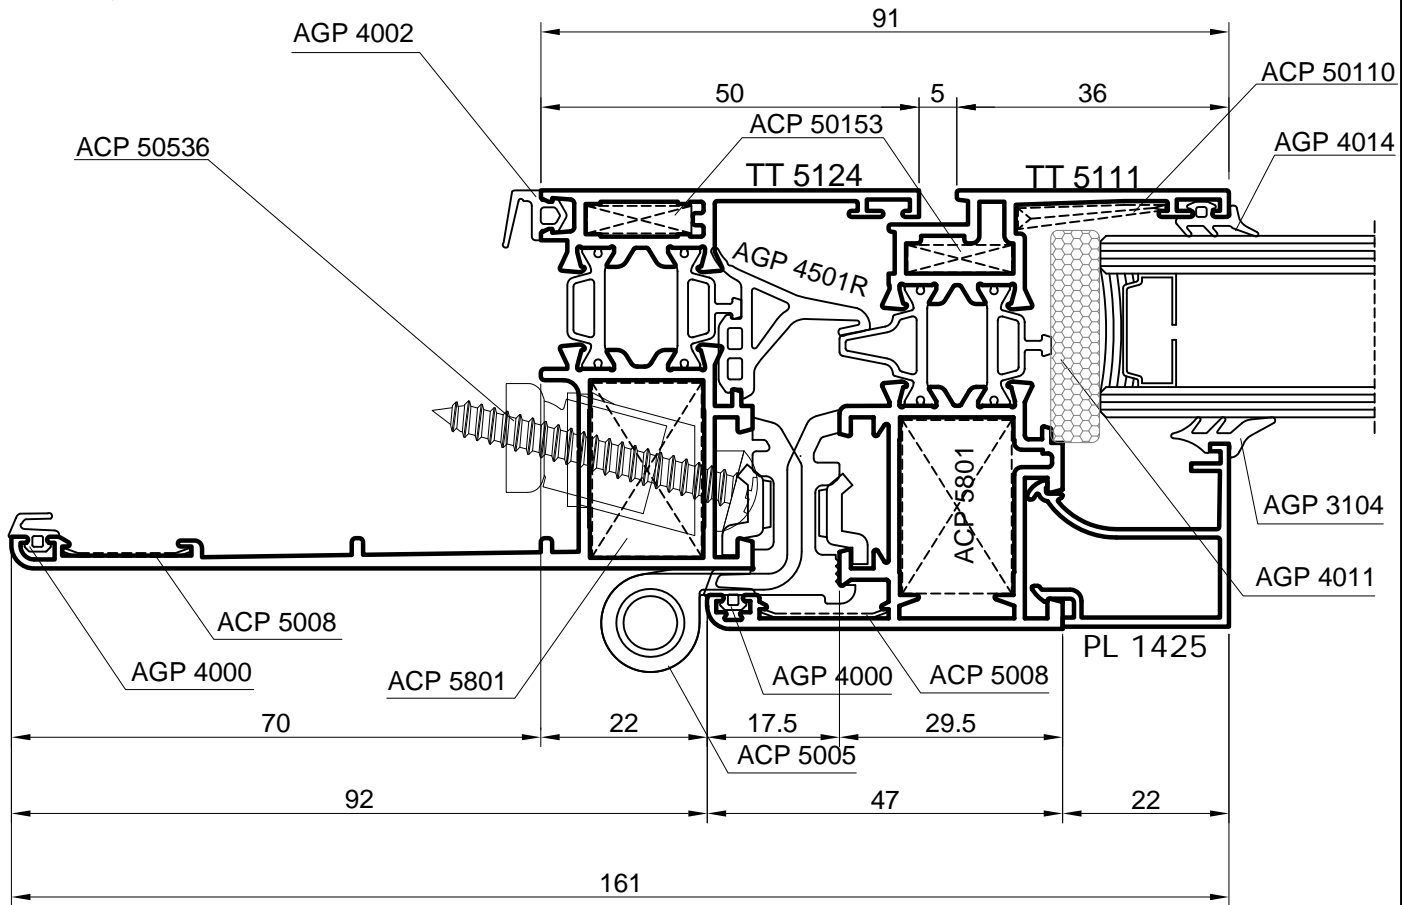 91
AGP 4002
ACP 50110
50
5
36
ACP 50153
AGP 4014
ACP 50536
TT 5124
TT 5111
AGP 4501R
ACP 5801
AGP 3104
AGP 4011
ACP 5008
PL 1425
AGP 4000
ACP 5801
AGP 4000
ACP 5008
70
22
17.5
29.5
ACP 5005
92
47
22
161